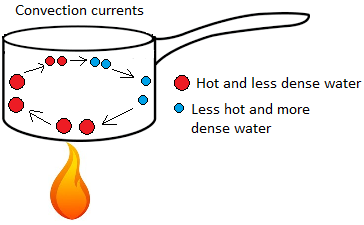 Convection currents
Hot and less dense water
Less hot and more
dense water